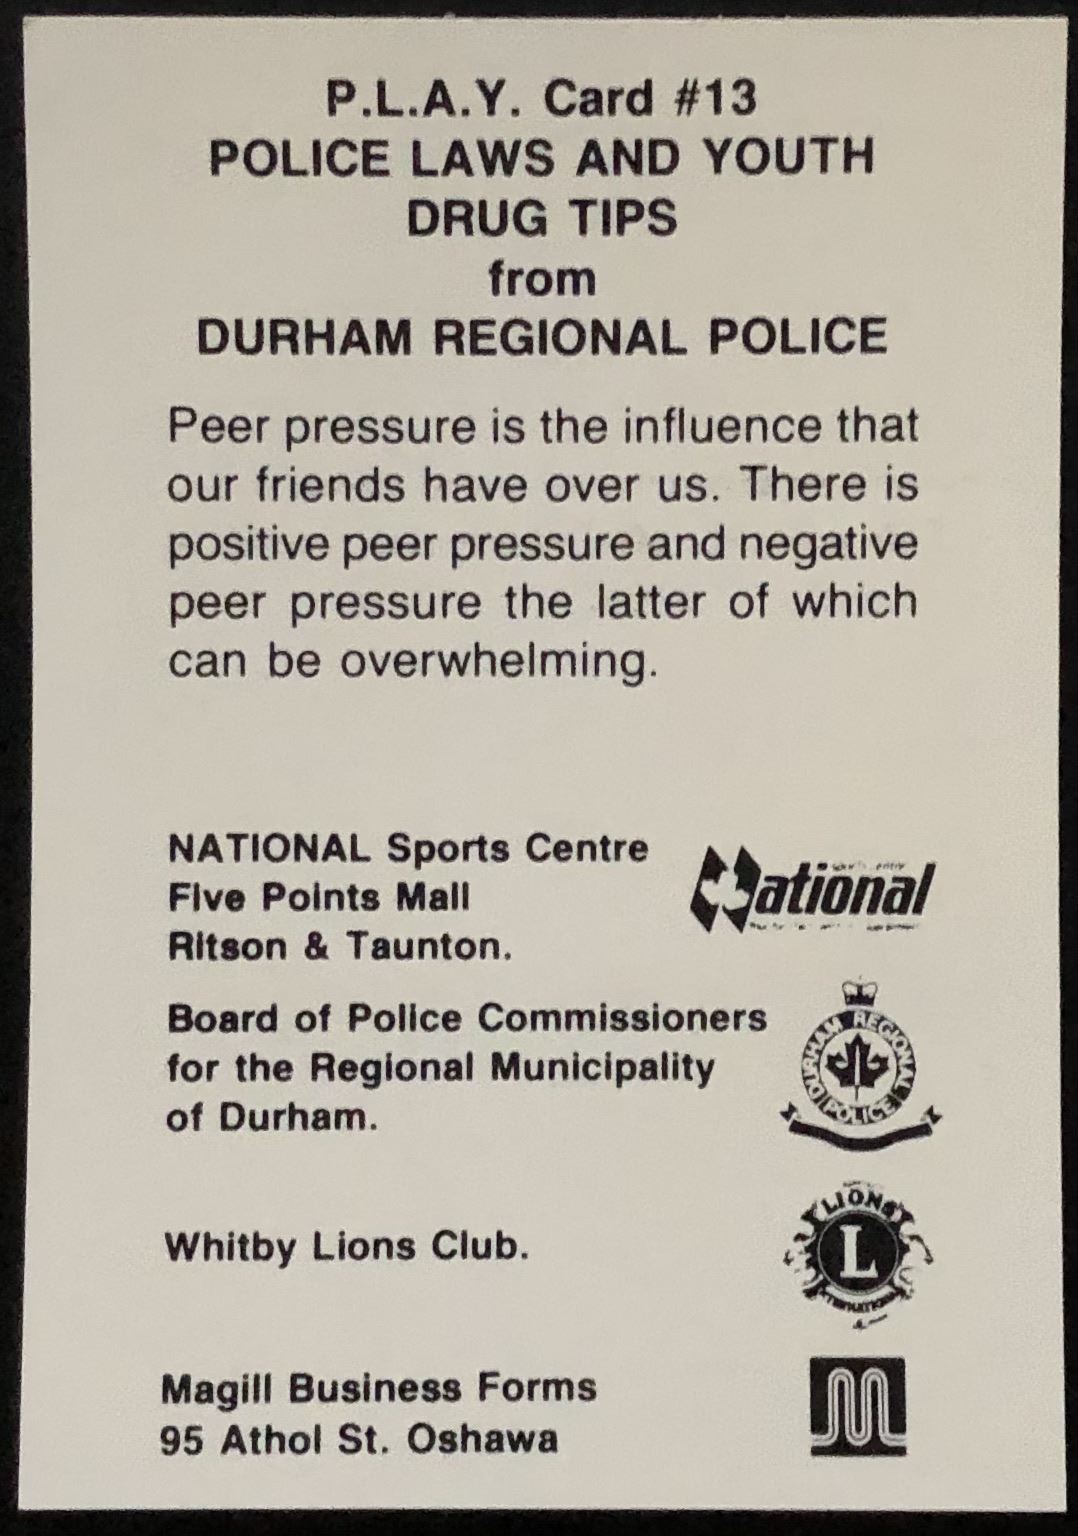 P.L.A.Y. Card #13
POLICE LAWS AND YOUTH
DRUG TIPS
from
DURHAM REGIONAL POLICE
Peer pressure is the influence that
our friends have over us. There is
positive peer pressure and negative
peer pressure the latter of which
can be overwhelming.
NATIONAL Sports Centre
Five Points Mall
Ritson & Taunton.
National
Board of Police Commissioners
for the Regional Municipality
of Durham.
DURHAM REGIONAL
POLICE
Whitby Lions Club.
LIONS
L
INTERNATIONAL
Magill Business Forms
95 Athol St. Oshawa
M